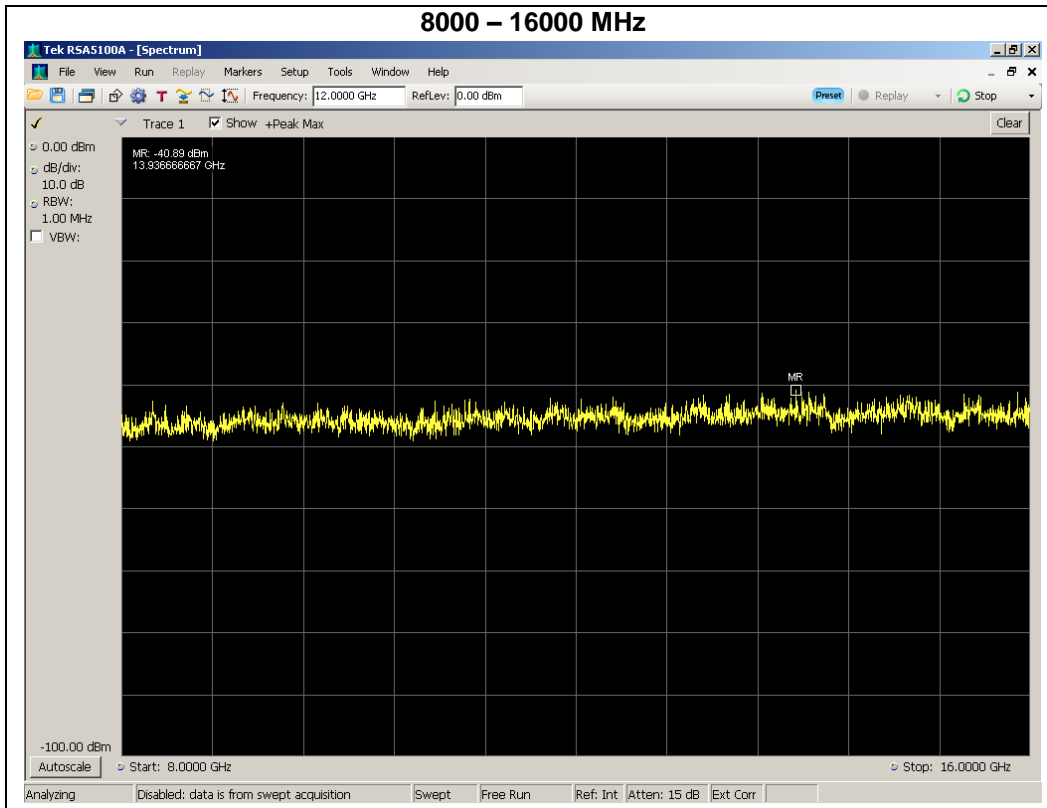 8000 – 16000 MHz
Tek RSA5100A - [Spectrum]
File View Run Replay Markers Setup Tools Window Help
Frequency: 12.0000 GHz RefLev: 0.00 dBm Preset Replay Stop
Trace 1 Show +Peak Max Clear
0.00 dBm
dB/div:
10.0 dB
RBW:
1.00 MHz
VBW:
MR: -40.89 dBm
13.936666667 GHz
MR
-100.00 dBm
Autoscale Start: 8.0000 GHz Stop: 16.0000 GHz
Analyzing Disabled: data is from swept acquisition Swept Free Run Ref: Int Atten: 15 dB Ext Corr